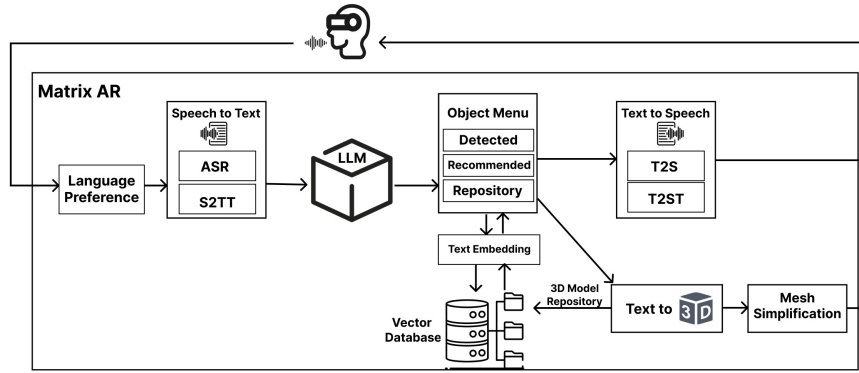 Matrix AR
Language
Preference
Speech to Text
ASR
S2TT
LLM
Object Menu
Detected
Recommended
Repository
Text to Speech
T2S
T2ST
Text Embedding
Vector
Database
3D Model
Repository
Text to 3D
Mesh
Simplification